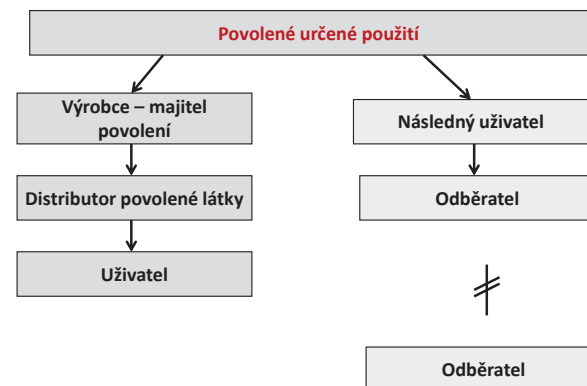 Povolené určené použití
Výrobce – majitel
povolení
Následný uživatel
Distributor povolené látky
Odběratel
Uživatel
Odběratel